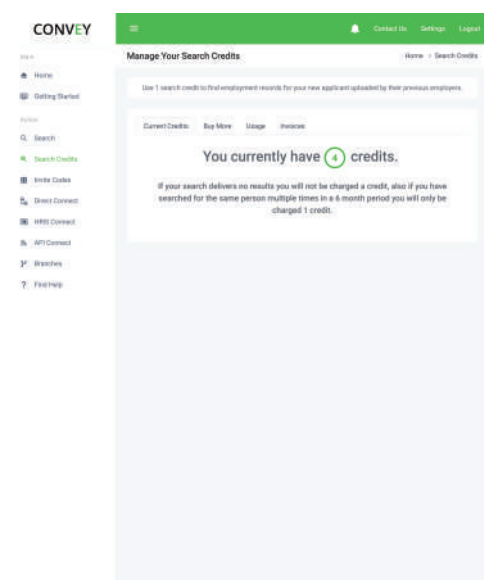 CONVEY
Contact Us Settings Logout
Manage Your Search Credits
Home > Search Credits
Use 1 search credit to find employment records for your new applicant uploaded by their previous employers.
Home
Getting Started
Search
Search Credits
Invite Codes
Direct Connect
HRIS Connect
API Connect
Branches
Find Help
Current Credits Buy More Usage Invoices
You currently have 4 credits.
If your search delivers no results you will not be charged a credit, also if you have
searched for the same person multiple times in a 6 month period you will only be
charged 1 credit.